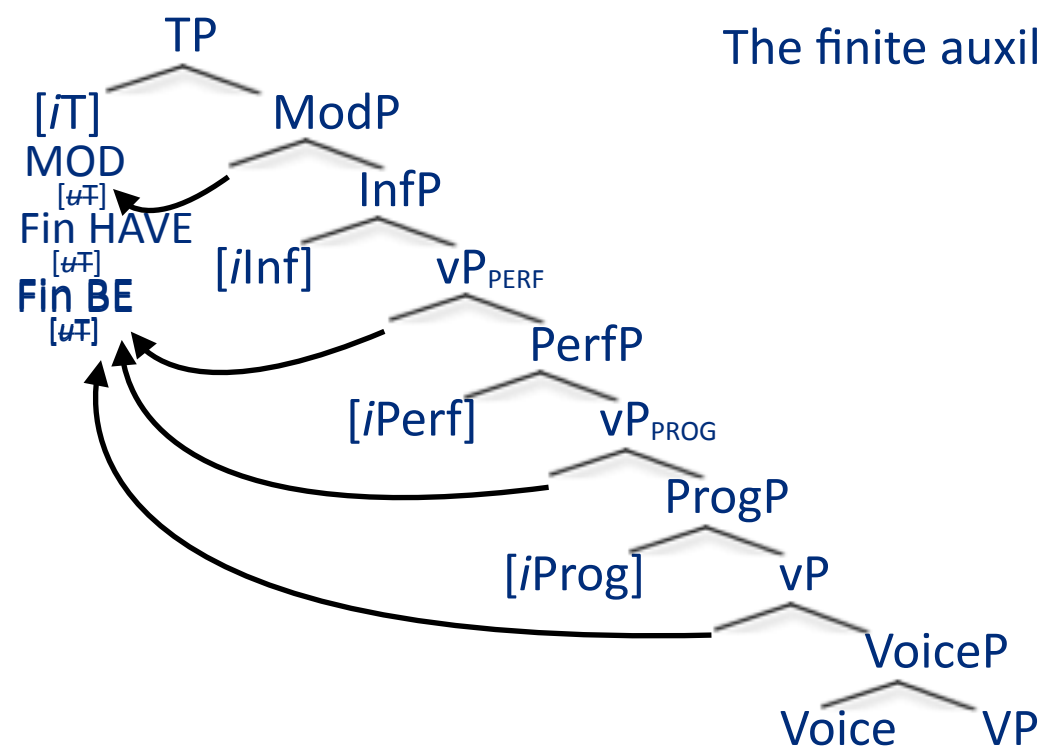 TP
The finite auxil
[iT]
ModP
MOD
[uT]
InfP
Fin HAVE
[uT]
[iInf]
vPPERF
Fin BE
[uT]
PerfP
[iPerf]
vPPROG
ProgP
[iProg]
vP
VoiceP
Voice
VP